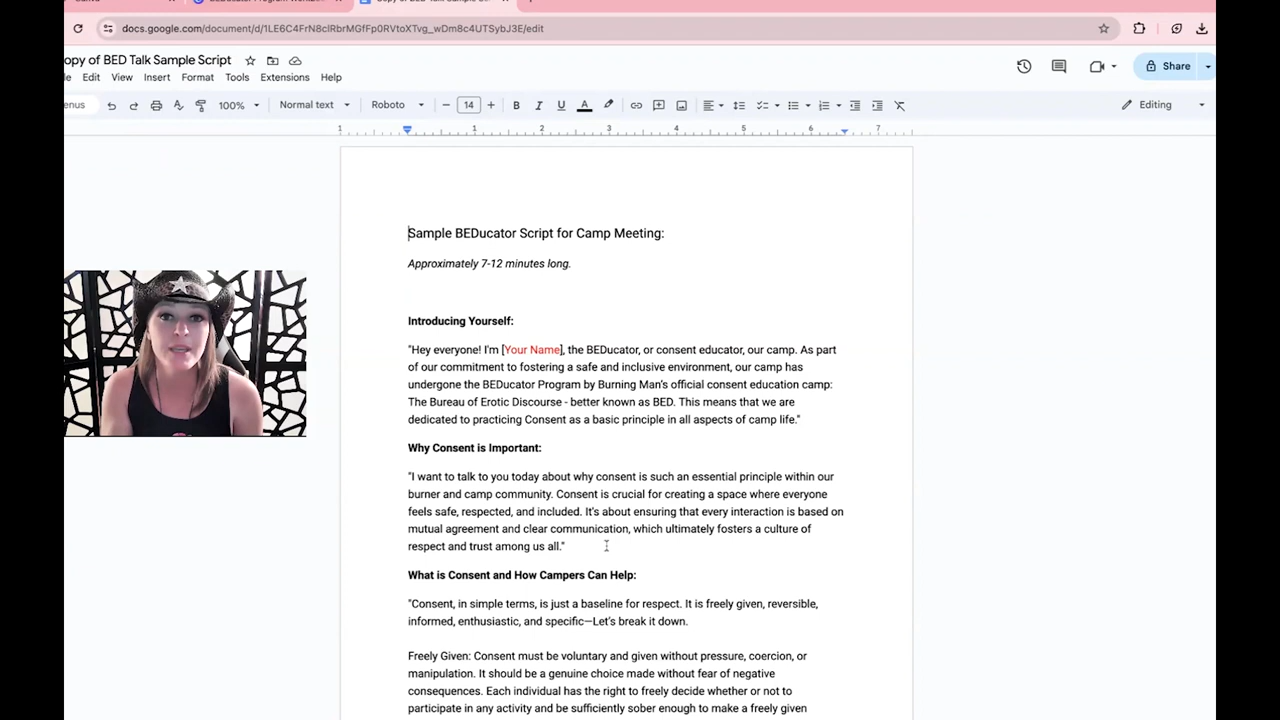 docs.google.com/document/d/1LE6C4FrN8clRbrMGfFp0RVtoXTvg_wDm8c4UTSybJ3E/edit
opy of BED Talk Sample Script
le Edit View Insert Format Tools Extensions Help
Share
enus 100% Normal text Roboto 14 B I U A Editing
1 1 2 3 4 5 6 7
Sample BEDucator Script for Camp Meeting:
Approximately 7-12 minutes long.
Introducing Yourself:
"Hey everyone! I'm [Your Name], the BEDucator, or consent educator, our camp. As part
of our commitment to fostering a safe and inclusive environment, our camp has
undergone the BEDucator Program by Burning Man's official consent education camp:
The Bureau of Erotic Discourse - better known as BED. This means that we are
dedicated to practicing Consent as a basic principle in all aspects of camp life."
Why Consent is Important:
"I want to talk to you today about why consent is such an essential principle within our
burner and camp community. Consent is crucial for creating a space where everyone
feels safe, respected, and included. It's about ensuring that every interaction is based on
mutual agreement and clear communication, which ultimately fosters a culture of
respect and trust among us all."
What is Consent and How Campers Can Help:
"Consent, in simple terms, is just a baseline for respect. It is freely given, reversible,
informed, enthusiastic, and specific—Let's break it down.
Freely Given: Consent must be voluntary and given without pressure, coercion, or
manipulation. It should be a genuine choice made without fear of negative
consequences. Each individual has the right to freely decide whether or not to
participate in any activity and be sufficiently sober enough to make a freely given